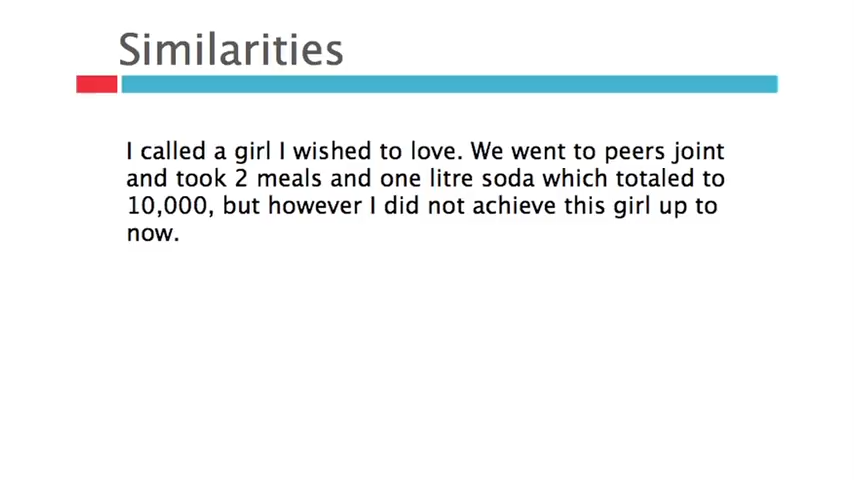 Similarities
I called a girl I wished to love. We went to peers joint
and took 2 meals and one litre soda which totaled to
10,000, but however I did not achieve this girl up to
now.